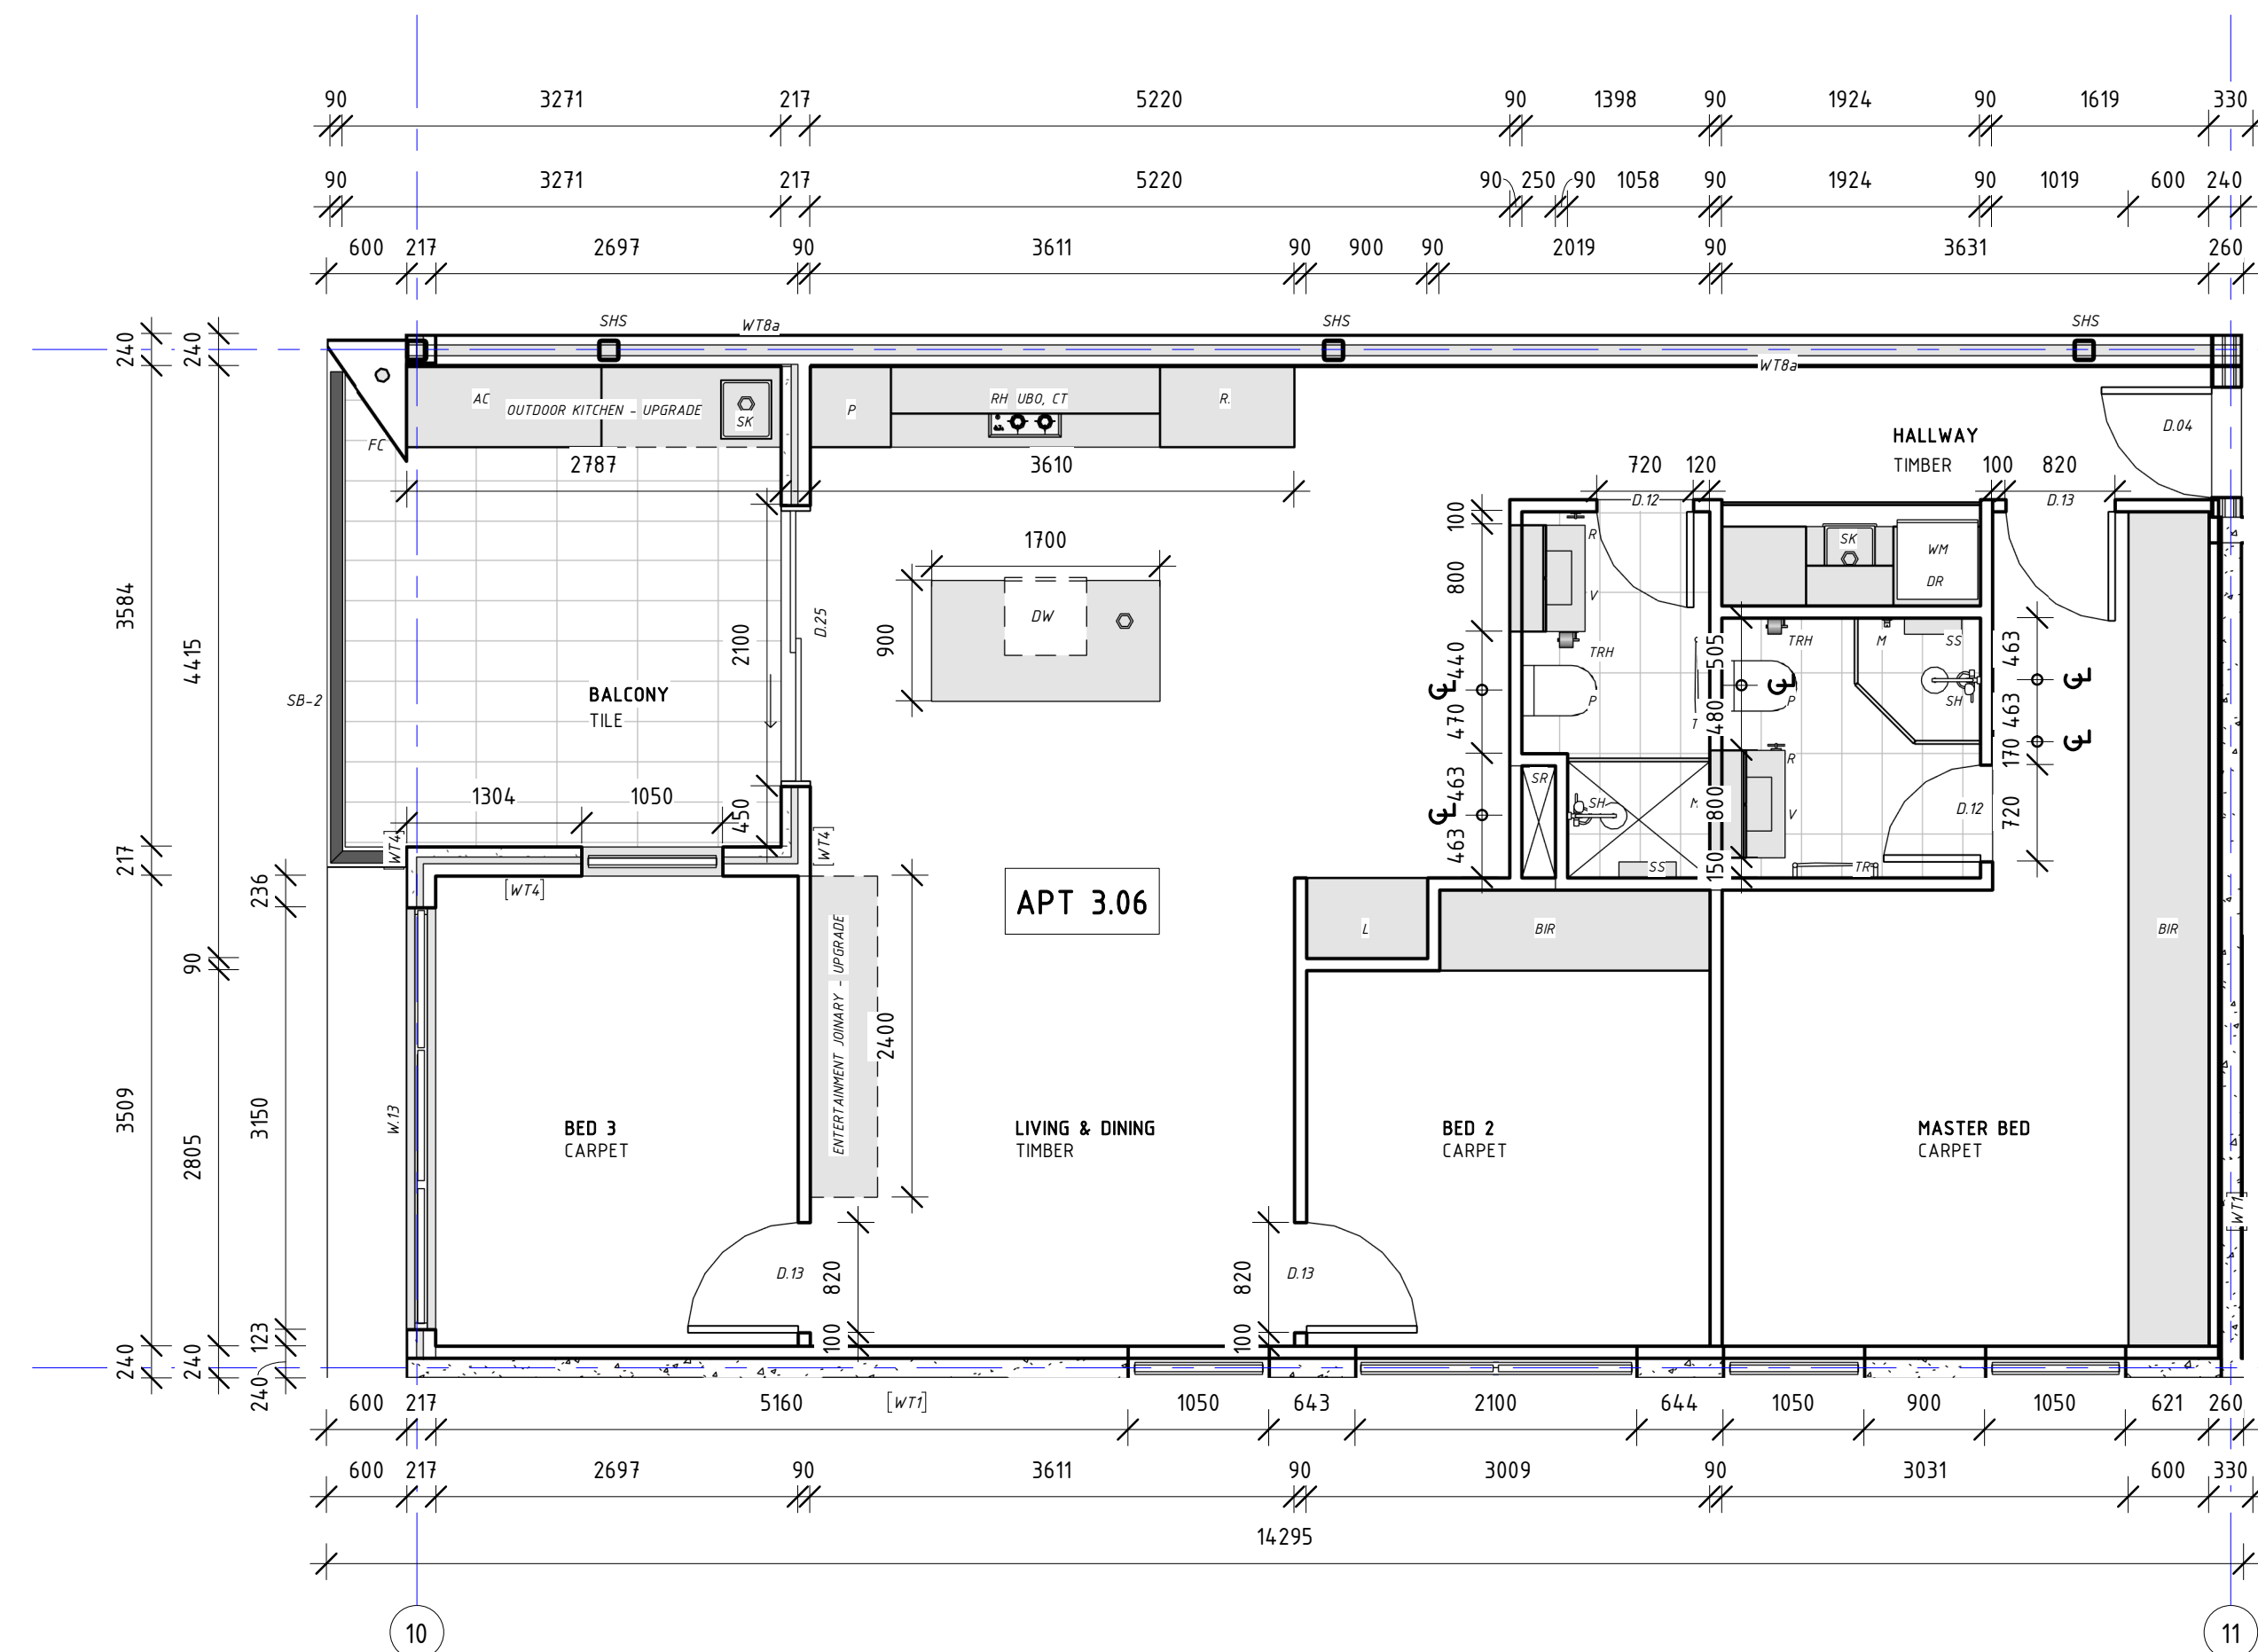 90 3271 217 5220 90 1398 90 1924 90 1619 330
90 3271 217 5220 90 250 90 1058 90 1924 90 1019 600 240
600 217 2697 90 3611 90 900 90 2019 90 3631 260
SHS WT8a SHS SHS
WT8a
240 240
AC OUTDOOR KITCHEN - UPGRADE SK
P RH UBO, CT R.
D.04
FC
HALLWAY
TIMBER
2787 3610 720 120 100 820
D.12 D.13
100
1700
R SK WM
DR
3584
800
V
DW
D.25
2100
900
4415
440
TRH
505
TRH M SS
463
SB-2
BALCONY
TILE
470
P
480
P SH
463
170
1304 1050
450
463
SR SH M
800
R
V
D.12
720
[WT4] [WT4]
217
236
[WT4]
463
SS
150
TR
APT 3.06
L BIR BIR
90
ENTERTAINMENT JOINARY - UPGRADE
2400
3509
2805
3150
W.13
BED 3
CARPET
LIVING & DINING
TIMBER
BED 2
CARPET
MASTER BED
CARPET
[WT1]
D.13 820 820 D.13
123
100 100
240 240 240
600 217 5160 [WT1] 1050 643 2100 644 1050 900 1050 621 260
600 217 2697 90 3611 90 3009 90 3031 600 330
14295
10 11